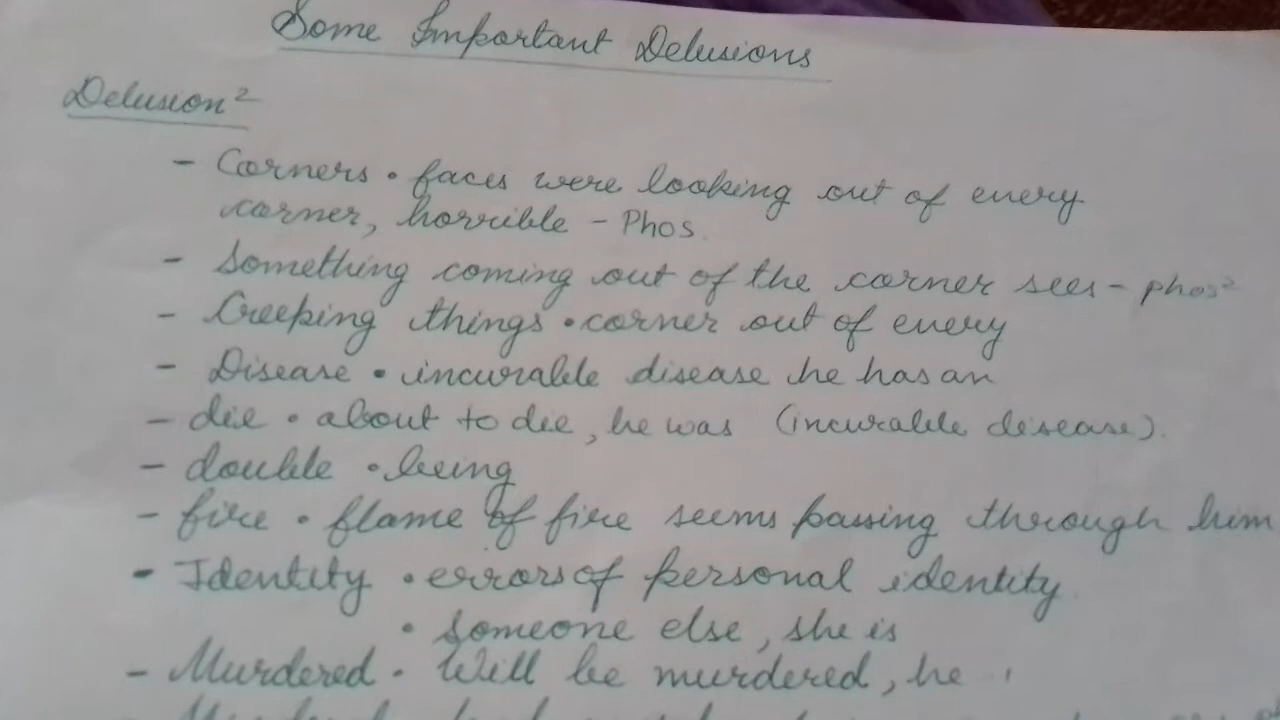 Some Important Delusions
Delusion²
- Corners • faces were looking out of every
corner, horrible - Phos.
- Something coming out of the corner sees - phos²
- Creeping things • corner out of every
- Disease • incurable disease he has an
- die • about to die, he was (incurable disease).
- double • being
- fire • flame of fire seems passing through him
- Identity • errors of personal identity.
• Someone else, she is
- Murdered • Will be murdered, he